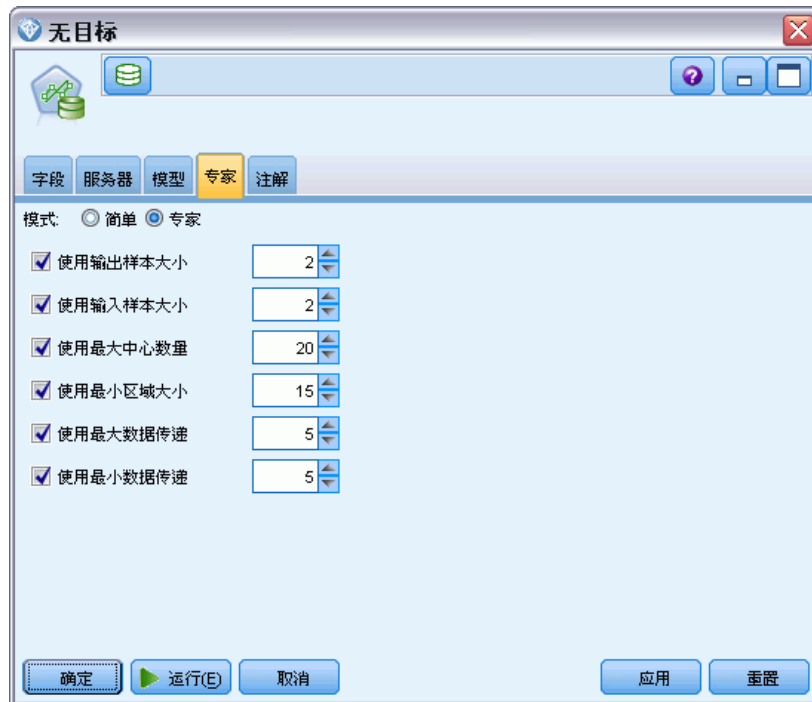 无目标
字段 服务器 模型 专家 注解
模式: 简单 专家
使用输出样本大小 2
使用输入样本大小 2
使用最大中心数量 20
使用最小区域大小 15
使用最大数据传递 5
使用最小数据传递 5
确定 运行(E) 取消 应用 重置